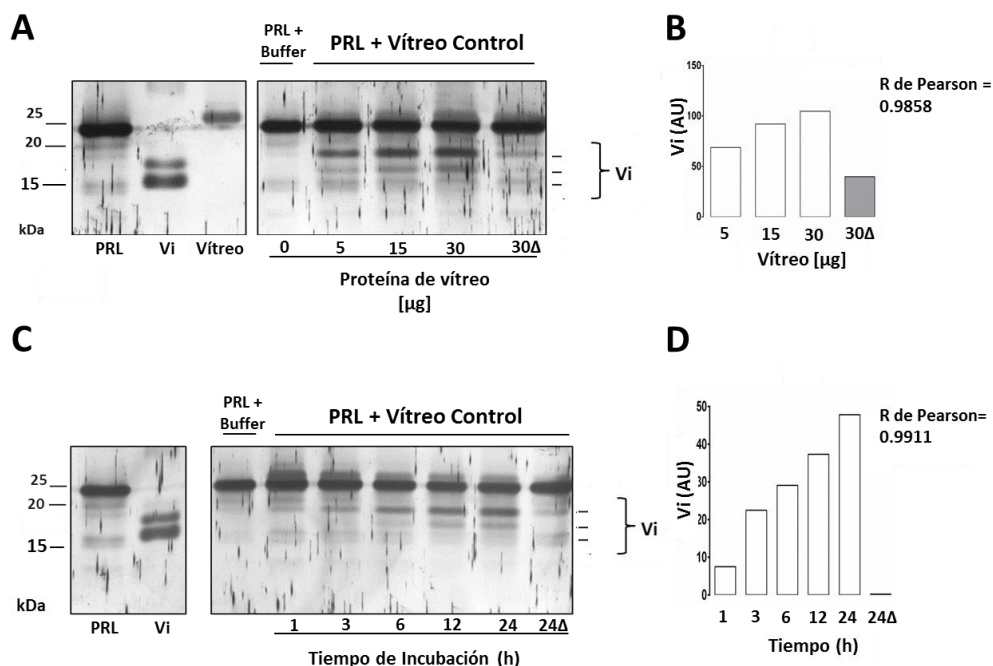 A
PRL +
Buffer
PRL + Vítreo Control
25
20
15
kDa
PRL Vi Vítreo
Vi
0 5 15 30 30Δ
Proteína de vítreo
[µg]
B
R de Pearson =
0.9858
Vi (AU)
150
100
50
0
5 15 30 30Δ
Vítreo [µg]
C
PRL +
Buffer
PRL + Vítreo Control
25
20
15
kDa
PRL Vi
Vi
1 3 6 12 24 24Δ
Tiempo de Incubación (h)
D
R de Pearson=
0.9911
Vi (AU)
50
40
30
20
10
0
1 3 6 12 24 24Δ
Tiempo (h)